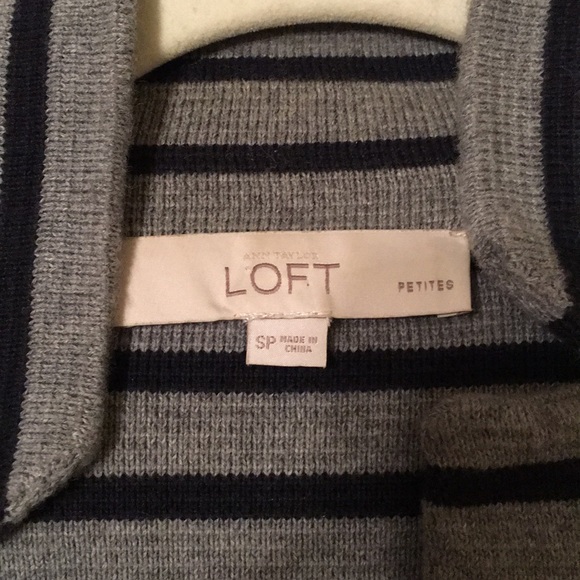 ANN TAYLOR
LOFT
PETITES
SP MADE IN
CHINA